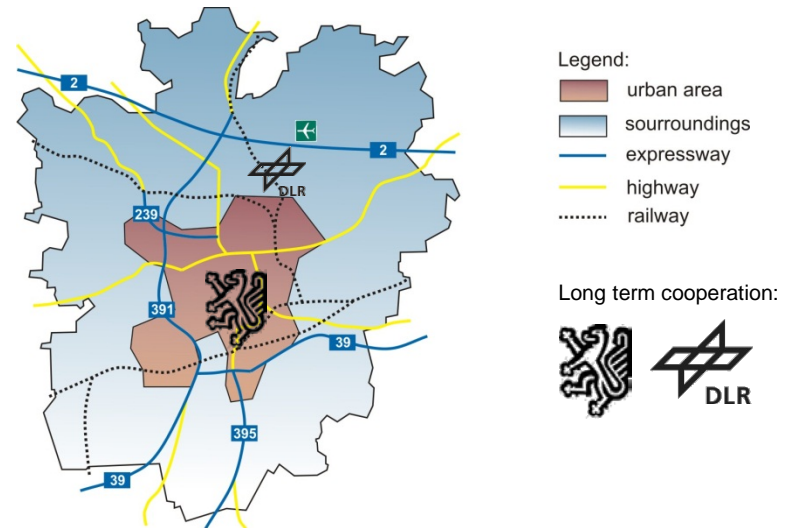 2
2
DLR
239
391
39
395
39
Legend:
urban area
sourroundings
expressway
highway
railway
Long term cooperation:
DLR